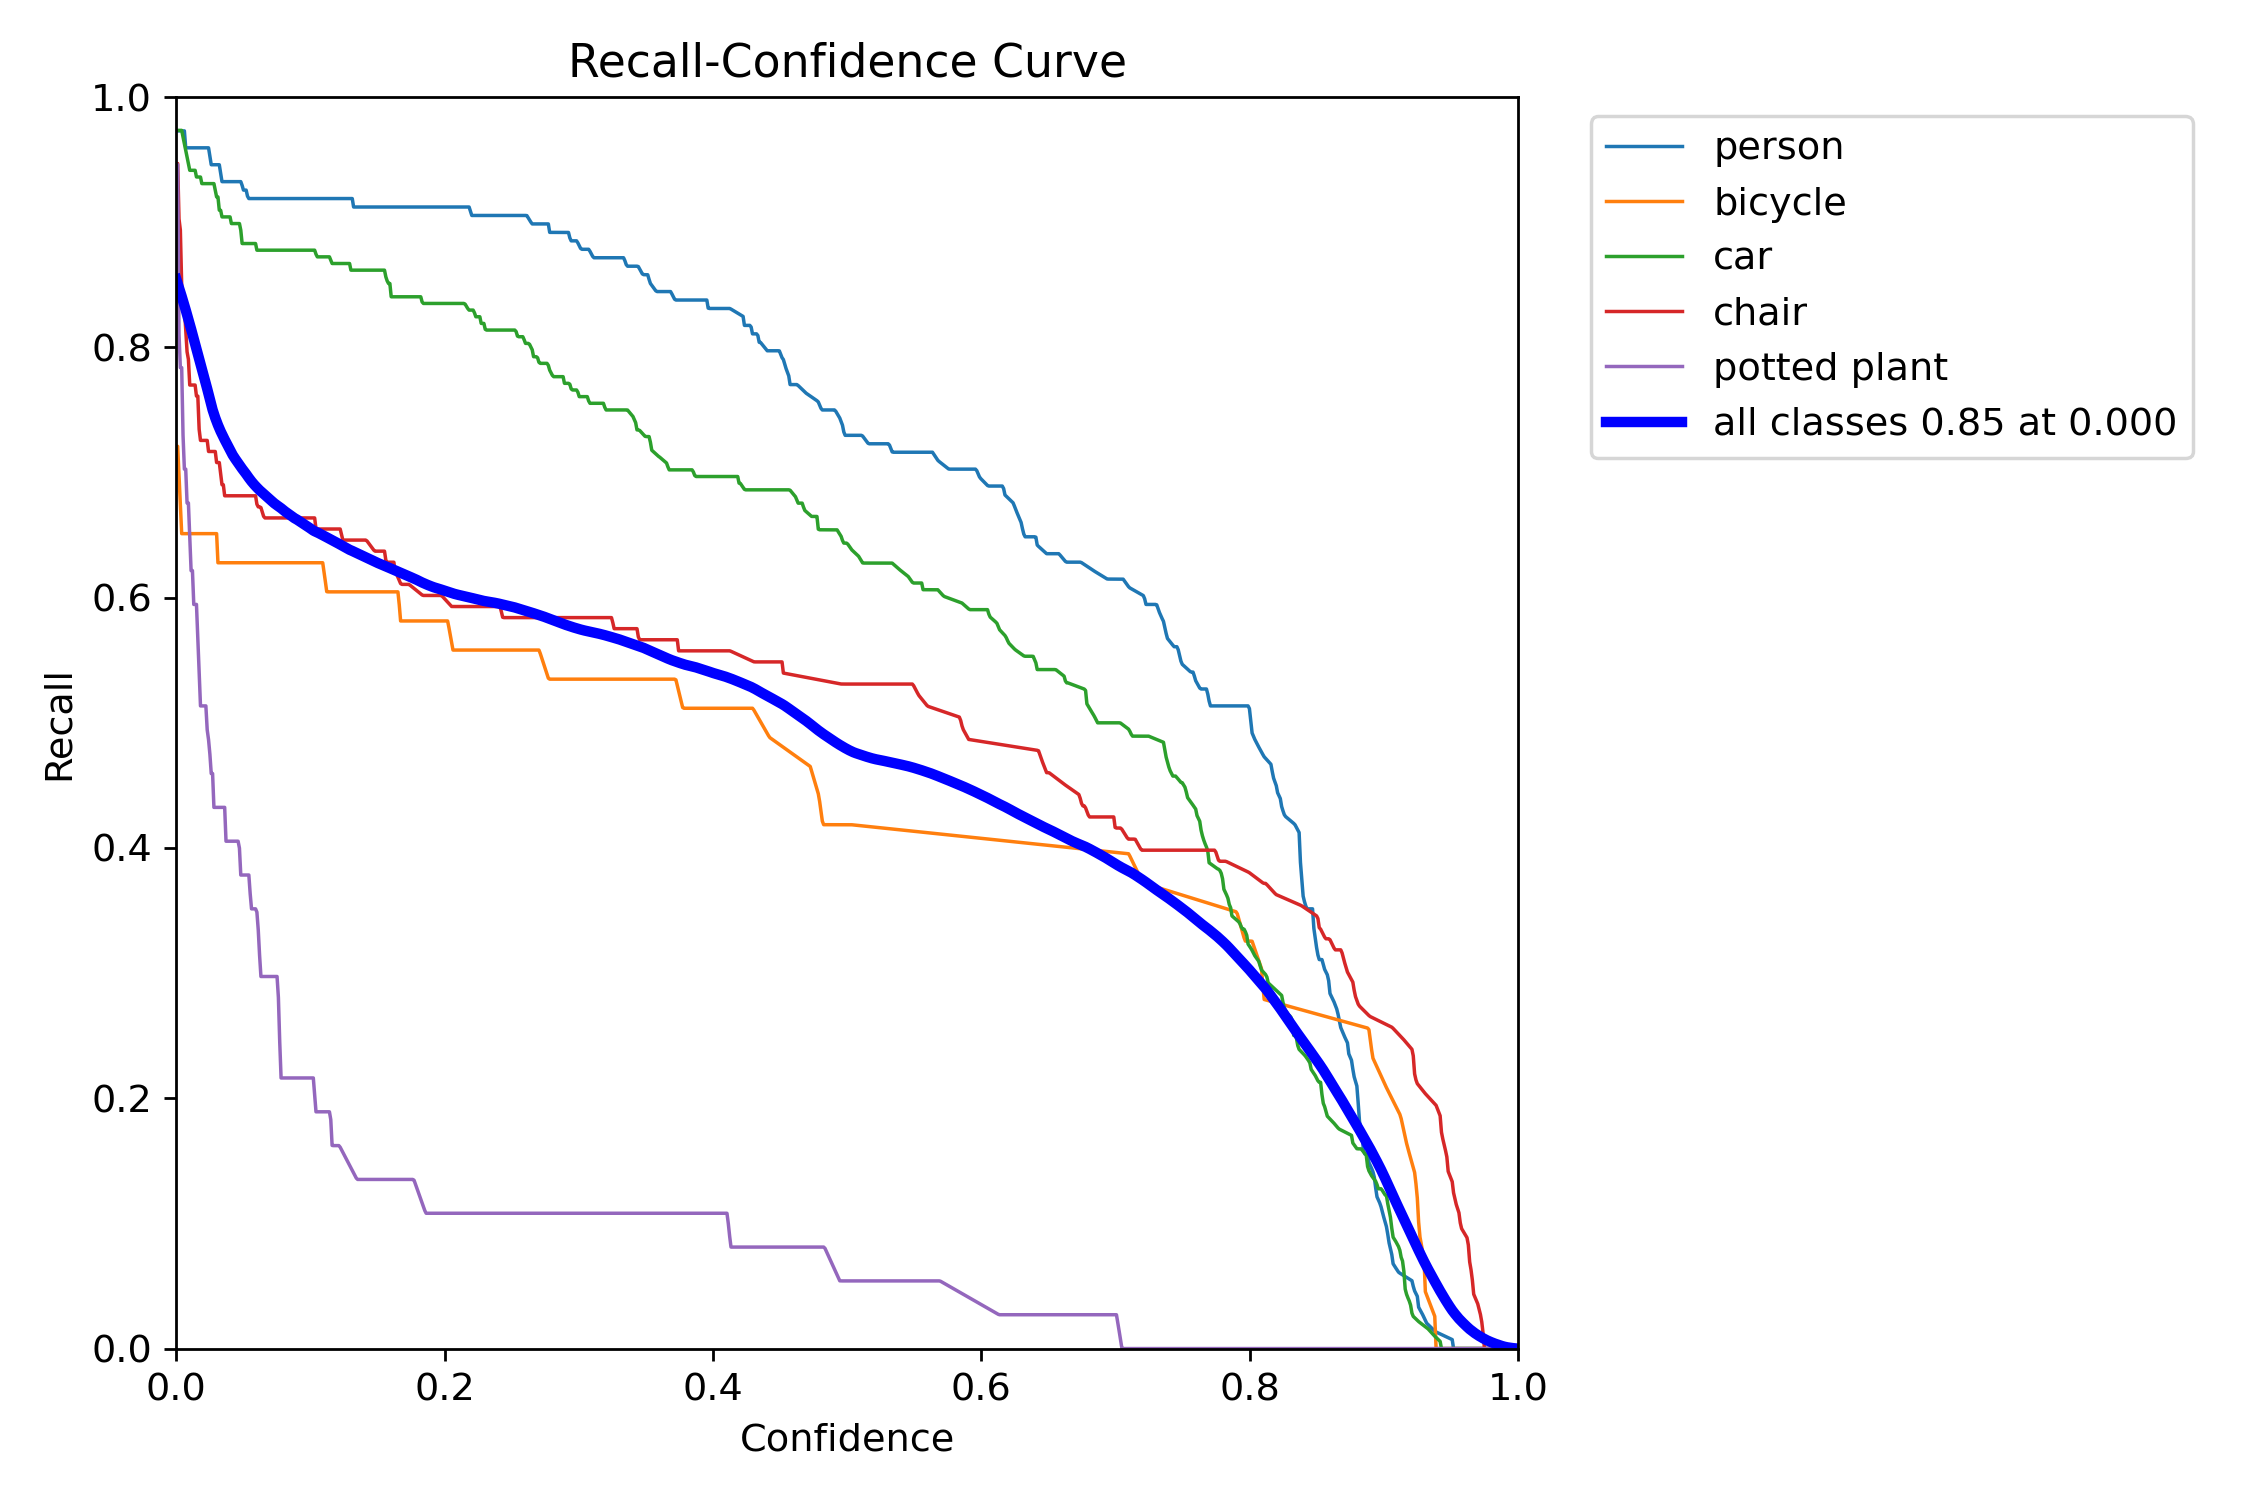 Recall-Confidence Curve
1.0
0.8
0.6
0.4
0.2
0.0
Recall
0.0 0.2 0.4 0.6 0.8 1.0
Confidence
person
bicycle
car
chair
potted plant
all classes 0.85 at 0.000